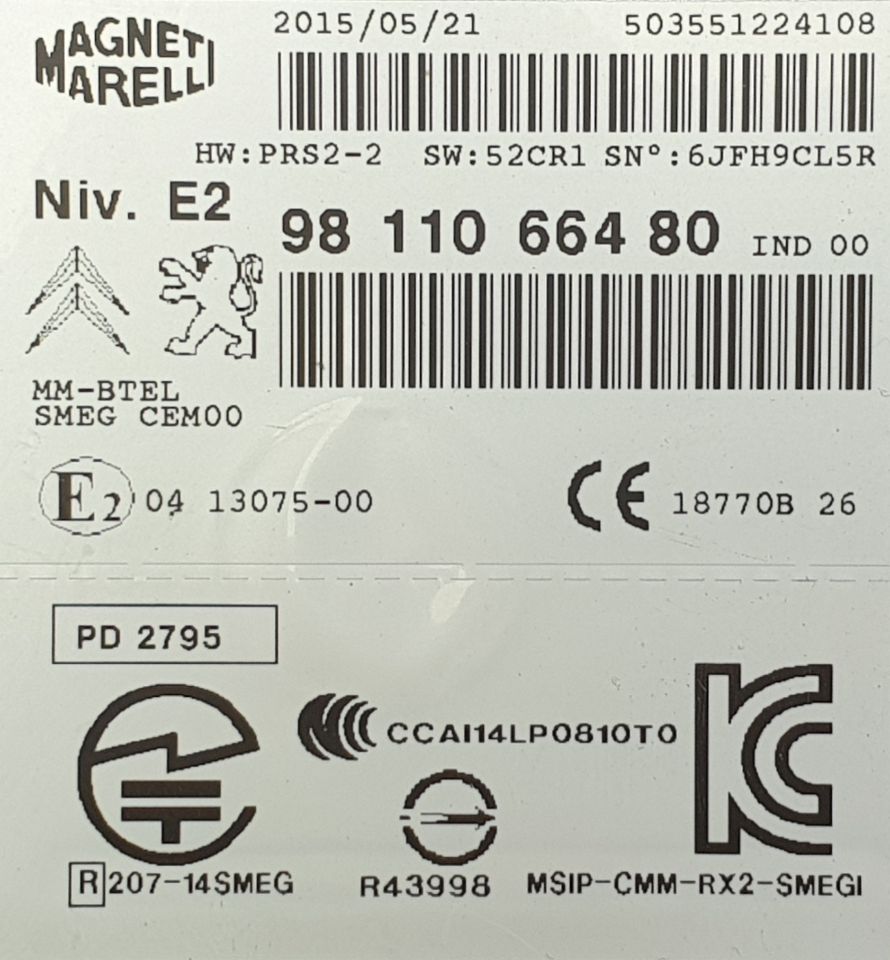 MAGNETI
MARELLI
2015/05/21 503551224108
HW:PRS2-2 SW:52CR1 SN°:6JFH9CL5R
Niv. E2
98 110 664 80 IND 00
MM-BTEL
SMEG CEM00
E2 04 13075-00
CE 18770B 26
PD 2795
CCAI14LP0810T0
R 207-14SMEG
R43998
MSIP-CMM-RX2-SMEGI